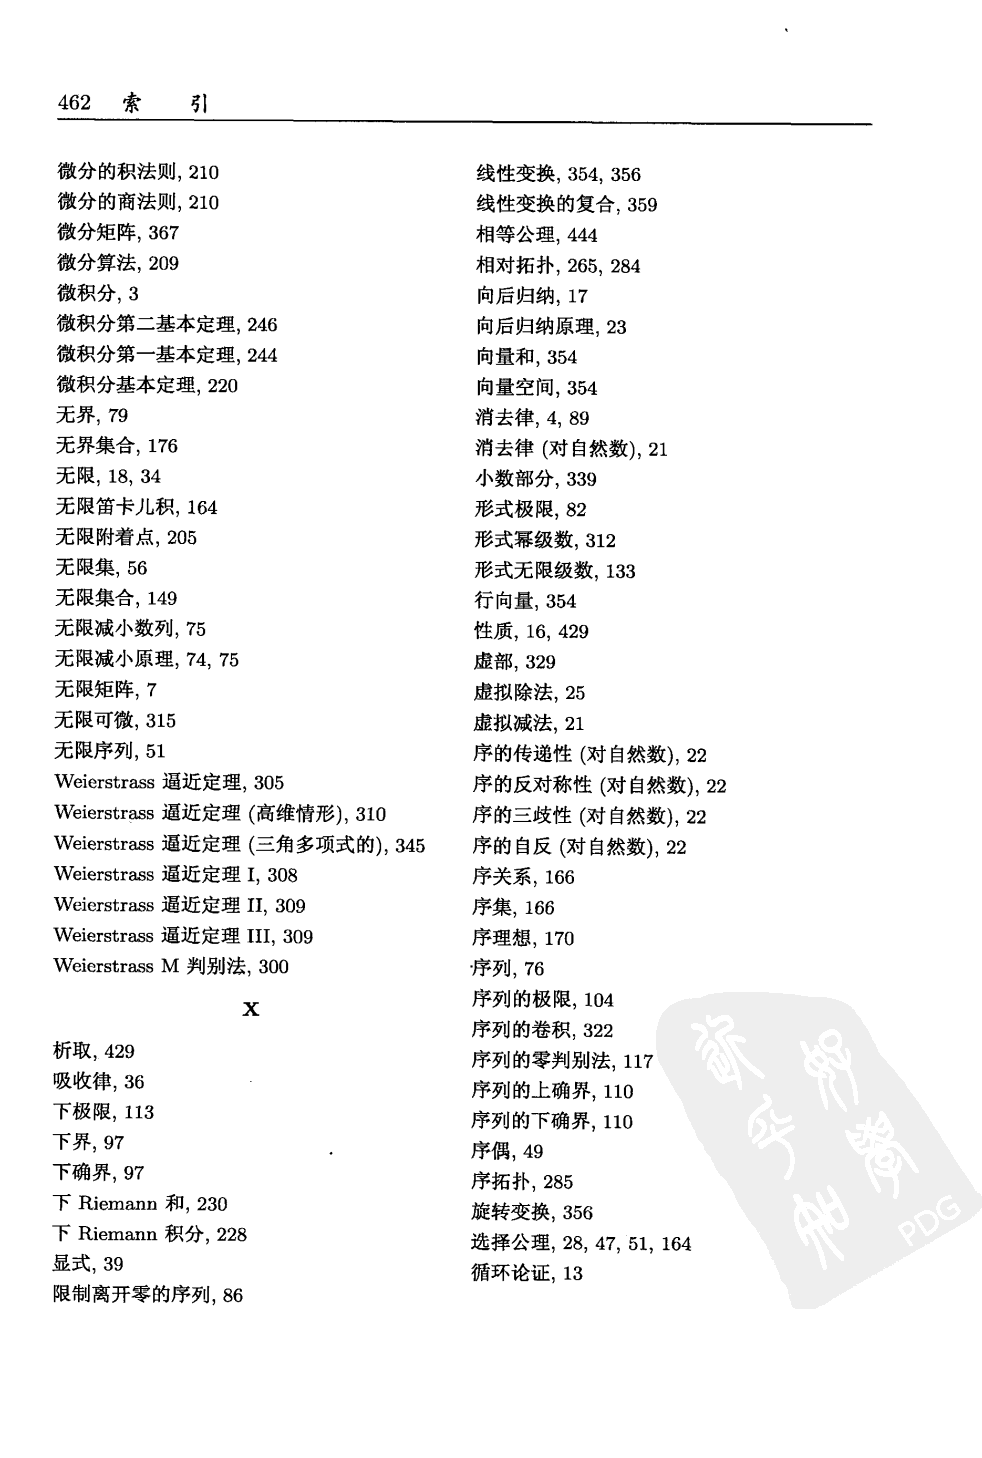 462 索 引
微分的积法则, 210
微分的商法则, 210
微分矩阵, 367
微分算法, 209
微积分, 3
微积分第二基本定理, 246
微积分第一基本定理, 244
微积分基本定理, 220
无界, 79
无界集合, 176
无限, 18, 34
无限笛卡儿积, 164
无限附着点, 205
无限集, 56
无限集合, 149
无限减小数列, 75
无限减小原理, 74, 75
无限矩阵, 7
无限可微, 315
无限序列, 51
Weierstrass 逼近定理, 305
Weierstrass 逼近定理 (高维情形), 310
Weierstrass 逼近定理 (三角多项式的), 345
Weierstrass 逼近定理 I, 308
Weierstrass 逼近定理 II, 309
Weierstrass 逼近定理 III, 309
Weierstrass M 判别法, 300
X
析取, 429
吸收律, 36
下极限, 113
下界, 97
下确界, 97
下 Riemann 和, 230
下 Riemann 积分, 228
显式, 39
限制离开零的序列, 86
线性变换, 354, 356
线性变换的复合, 359
相等公理, 444
相对拓扑, 265, 284
向后归纳, 17
向后归纳原理, 23
向量和, 354
向量空间, 354
消去律, 4, 89
消去律 (对自然数), 21
小数部分, 339
形式极限, 82
形式幂级数, 312
形式无限级数, 133
行向量, 354
性质, 16, 429
虚部, 329
虚拟除法, 25
虚拟减法, 21
序的传递性 (对自然数), 22
序的反对称性 (对自然数), 22
序的三歧性 (对自然数), 22
序的自反 (对自然数), 22
序关系, 166
序集, 166
序理想, 170
序列, 76
序列的极限, 104
序列的卷积, 322
序列的零判别法, 117
序列的上确界, 110
序列的下确界, 110
序偶, 49
序拓扑, 285
旋转变换, 356
选择公理, 28, 47, 51, 164
循环论证, 13
PDG